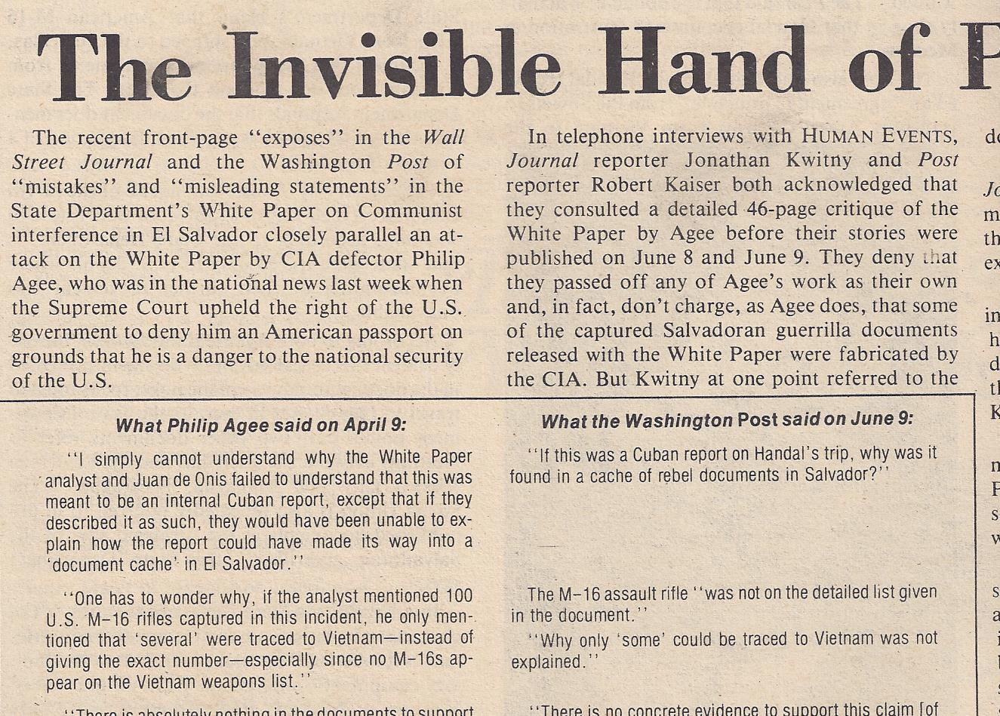 The Invisible Hand of P
The recent front-page “exposes” in the Wall
Street Journal and the Washington Post of
“mistakes” and “misleading statements” in the
State Department’s White Paper on Communist
interference in El Salvador closely parallel an at-
tack on the White Paper by CIA defector Philip
Agee, who was in the national news last week when
the Supreme Court upheld the right of the U.S.
government to deny him an American passport on
grounds that he is a danger to the national security
of the U.S.
In telephone interviews with HUMAN EVENTS,
Journal reporter Jonathan Kwitny and Post
reporter Robert Kaiser both acknowledged that
they consulted a detailed 46-page critique of the
White Paper by Agee before their stories were
published on June 8 and June 9. They deny that
they passed off any of Agee’s work as their own
and, in fact, don’t charge, as Agee does, that some
of the captured Salvadoran guerrilla documents
released with the White Paper were fabricated by
the CIA. But Kwitny at one point referred to the
What Philip Agee said on April 9:
“I simply cannot understand why the White Paper
analyst and Juan de Onis failed to understand that this was
meant to be an internal Cuban report, except that if they
described it as such, they would have been unable to ex-
plain how the report could have made its way into a
‘document cache’ in El Salvador.”
“One has to wonder why, if the analyst mentioned 100
U.S. M–16 rifles captured in this incident, he only men-
tioned that ‘several’ were traced to Vietnam—instead of
giving the exact number—especially since no M–16s ap-
pear on the Vietnam weapons list.”
“There is absolutely nothing in the documents to support
What the Washington Post said on June 9:
“If this was a Cuban report on Handal’s trip, why was it
found in a cache of rebel documents in Salvador?”
The M–16 assault rifle “was not on the detailed list given
in the document.”
“Why only ‘some’ could be traced to Vietnam was not
explained.”
“There is no concrete evidence to support this claim [of